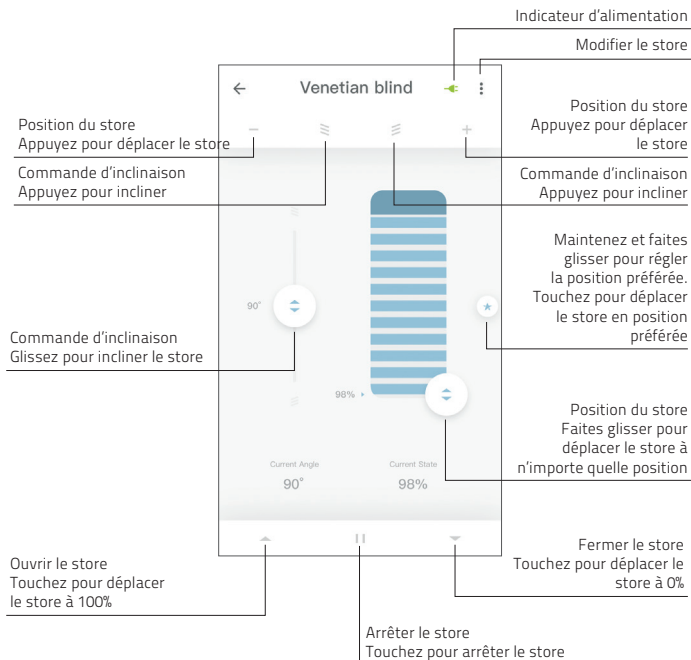 Indicateur d'alimentation
Modifier le store
Venetian blind
Position du store
Appuyez pour déplacer le store
Position du store
Appuyez pour déplacer
le store
Commande d'inclinaison
Appuyez pour incliner
Commande d'inclinaison
Appuyez pour incliner
Maintenez et faites
glisser pour régler
la position préférée.
Touchez pour déplacer
le store en position
préférée
90°
Commande d'inclinaison
Glissez pour incliner le store
98%
Position du store
Faites glisser pour
déplacer le store à
n'importe quelle position
Current Angle
90°
Current State
98%
Ouvrir le store
Touchez pour déplacer
le store à 100%
Fermer le store
Touchez pour déplacer le
store à 0%
Arrêter le store
Touchez pour arrêter le store